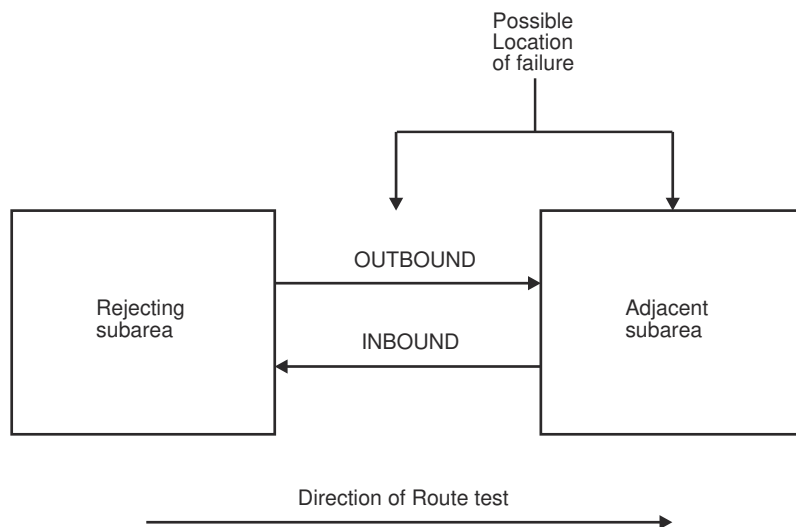 Possible
Location
of failure
OUTBOUND
Rejecting
subarea
Adjacent
subarea
INBOUND
Direction of Route test